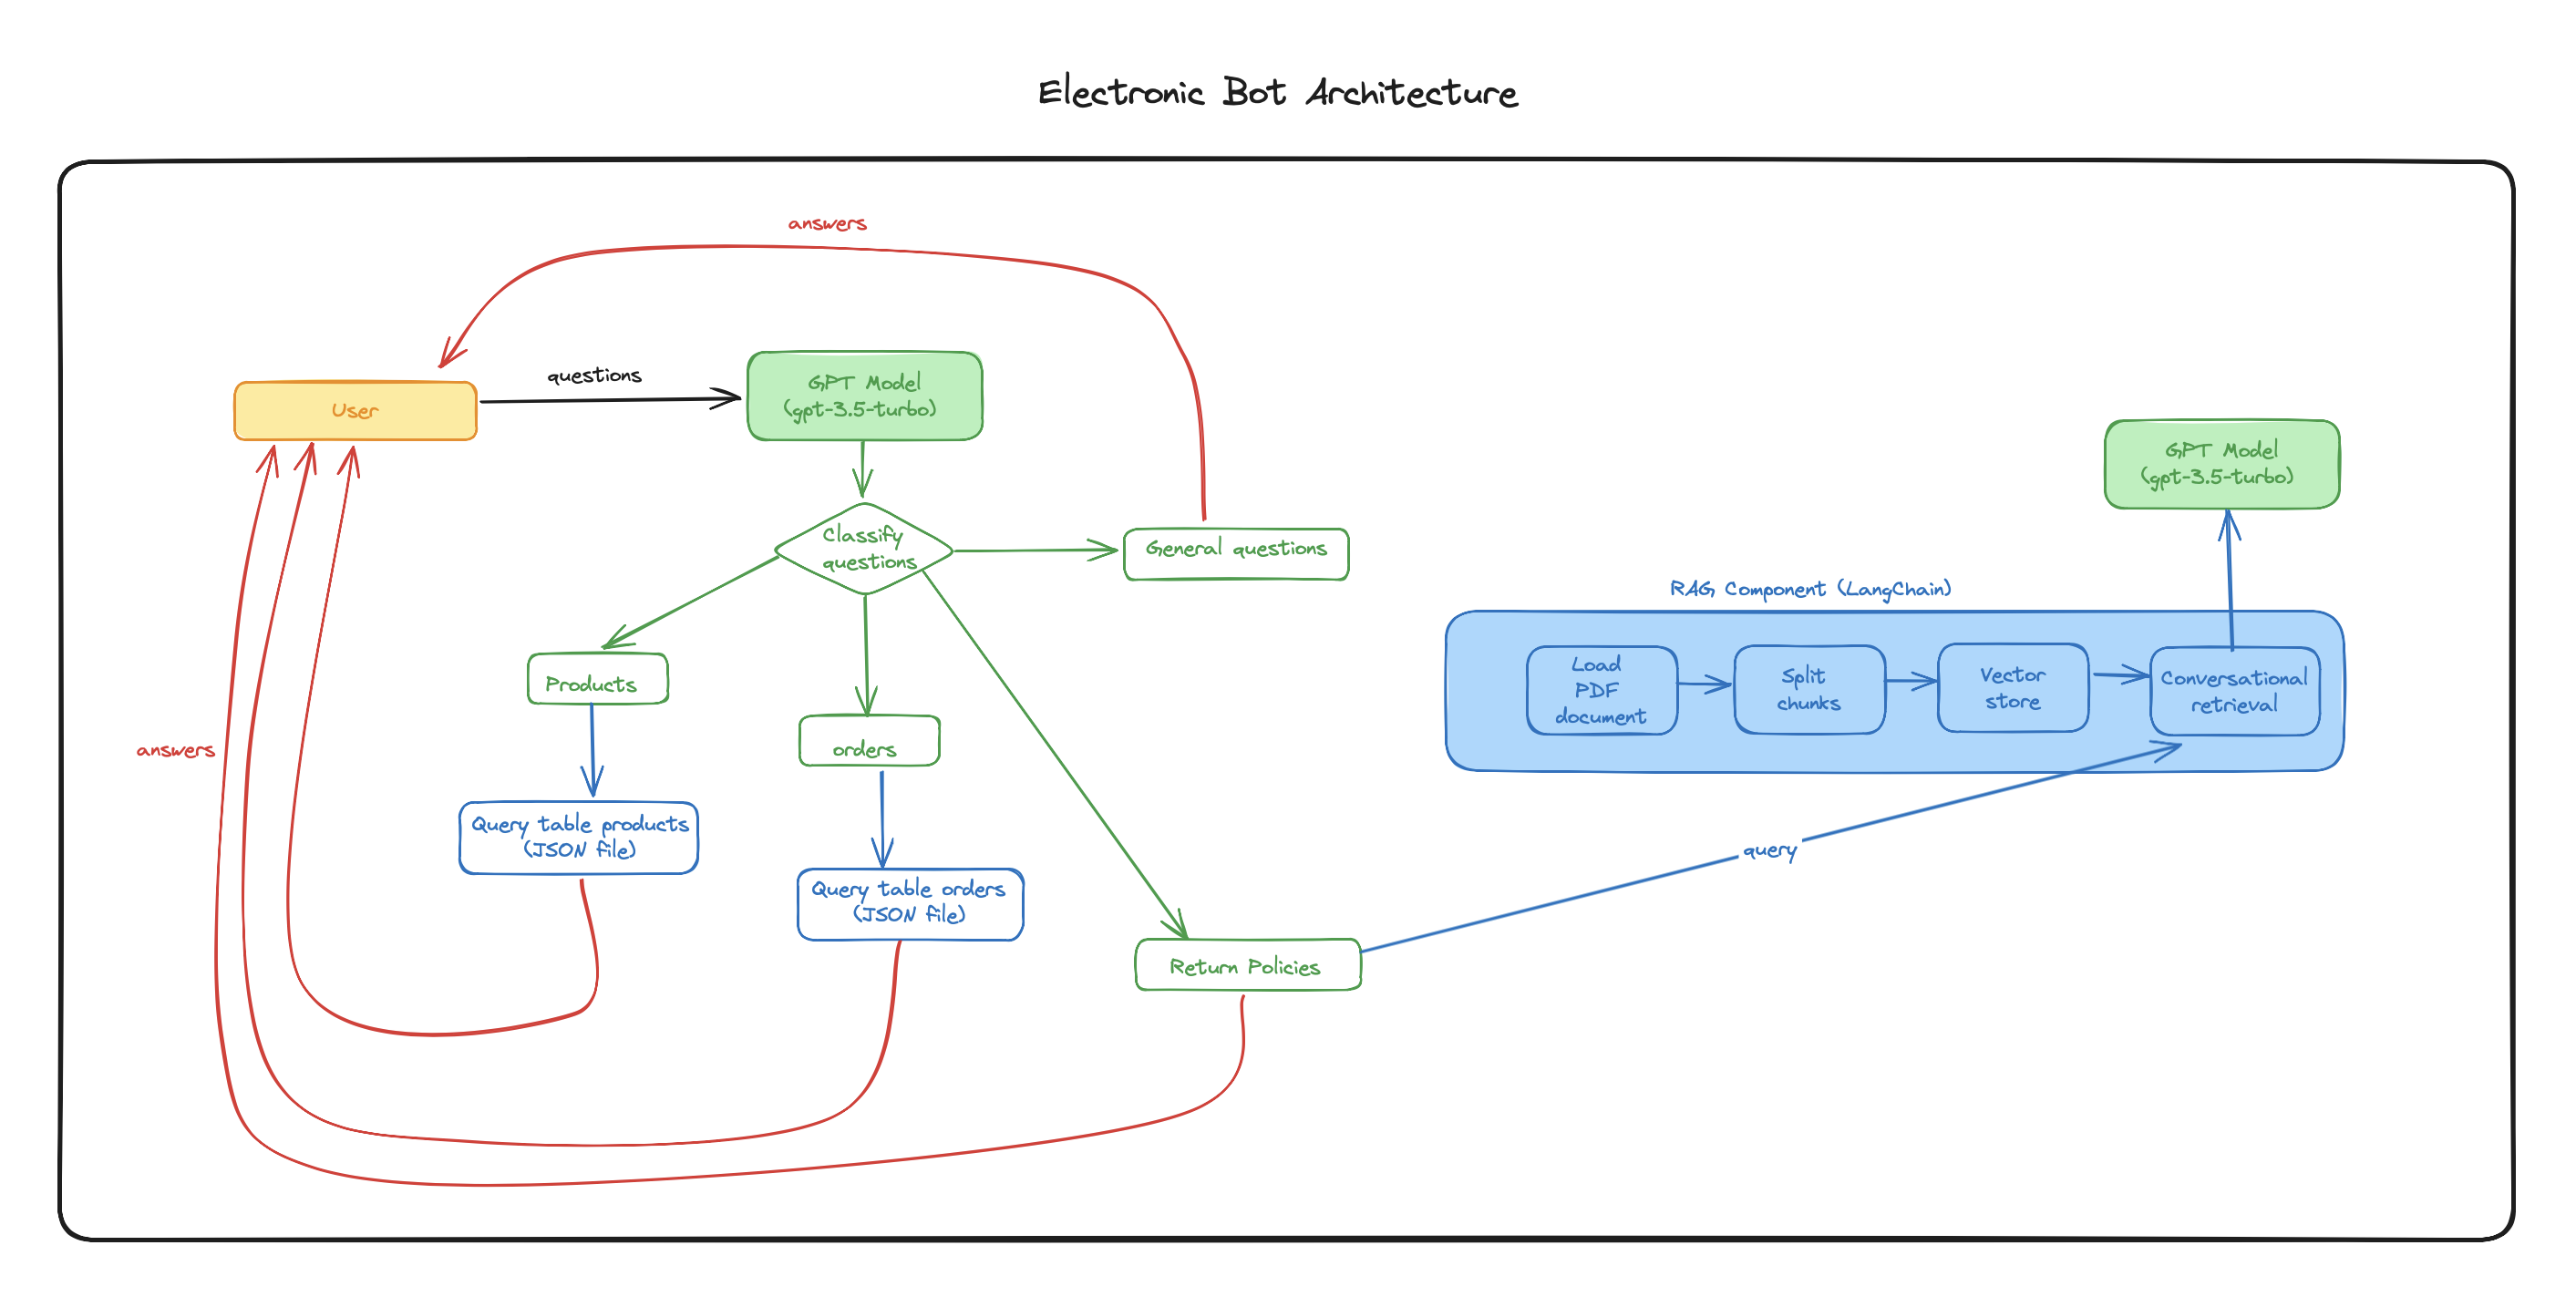 Electronic Bot Architecture
answers
questions
User
GPT Model
(gpt-3.5-turbo)
Classify
questions
General questions
Products
orders
answers
Query table products
(JSON file)
Query table orders
(JSON file)
Return Policies
query
GPT Model
(gpt-3.5-turbo)
RAG Component (LangChain)
Load
PDF
document
Split
chunks
Vector
store
Conversational
retrieval